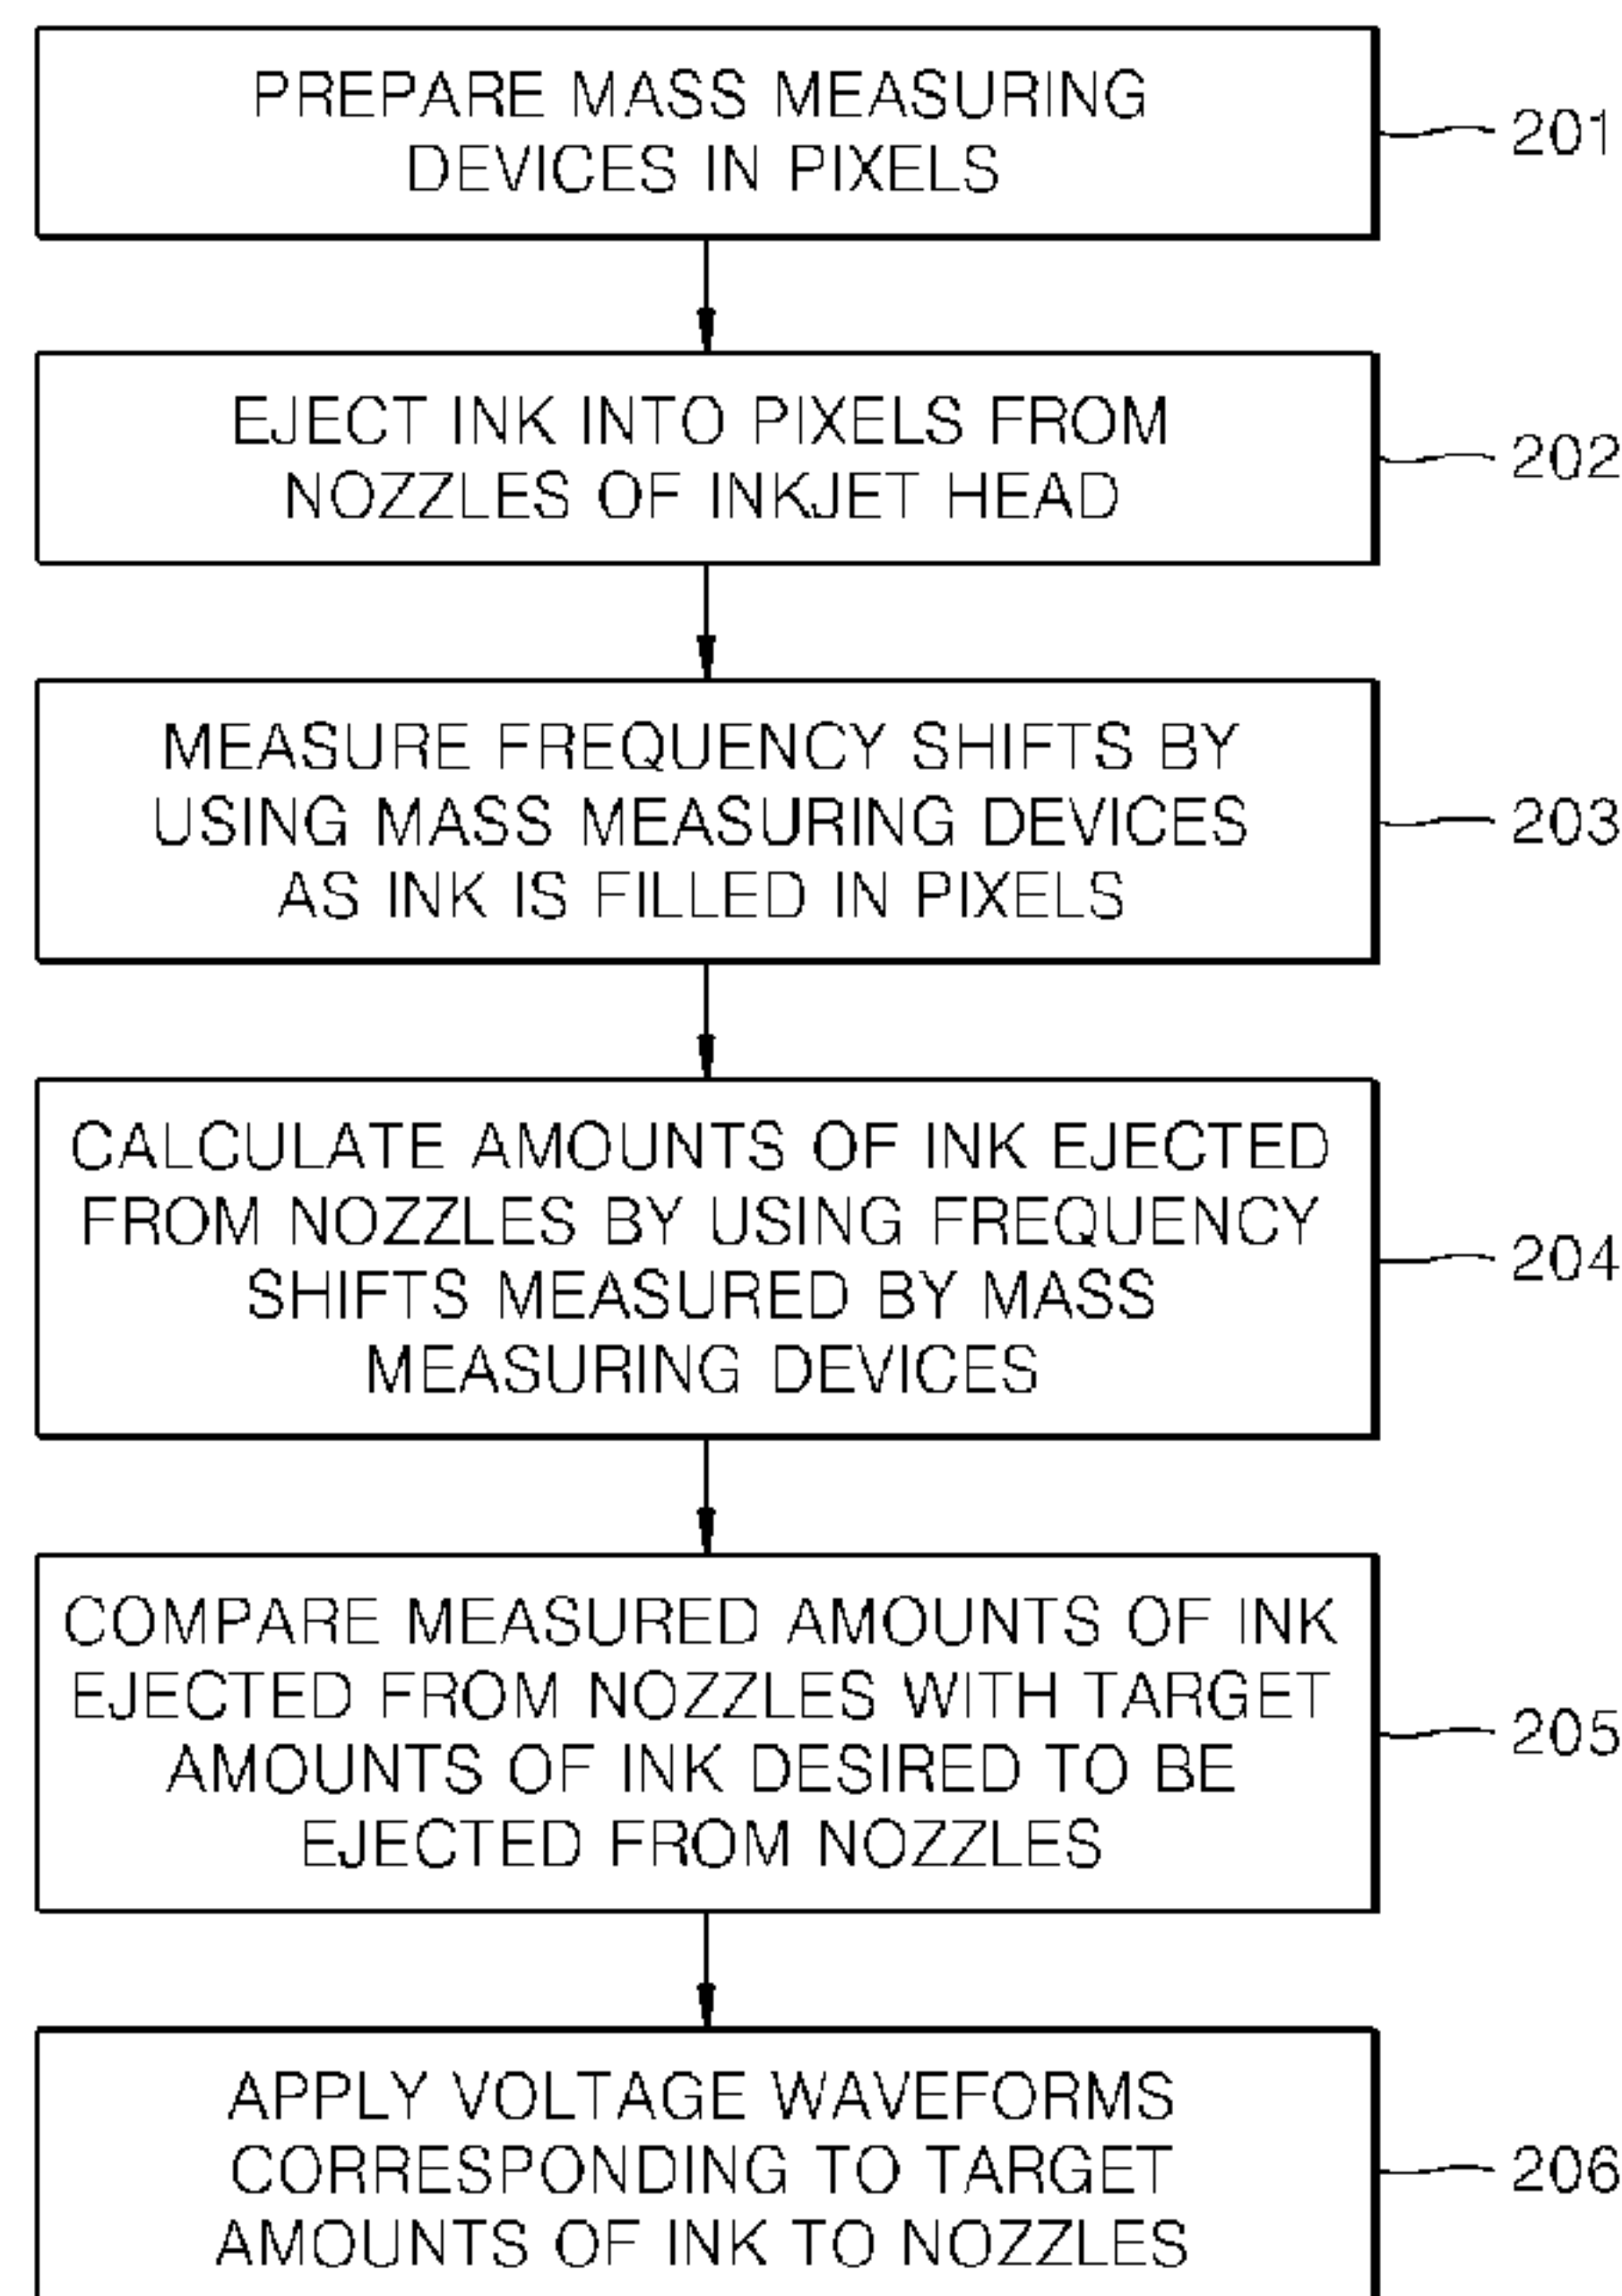 PREPARE MASS MEASURING
DEVICES IN PIXELS
201
EJECT INK INTO PIXELS FROM
NOZZLES OF INKJET HEAD
202
MEASURE FREQUENCY SHIFTS BY
USING MASS MEASURING DEVICES
AS INK IS FILLED IN PIXELS
203
CALCULATE AMOUNTS OF INK EJECTED
FROM NOZZLES BY USING FREQUENCY
SHIFTS MEASURED BY MASS
MEASURING DEVICES
204
COMPARE MEASURED AMOUNTS OF INK
EJECTED FROM NOZZLES WITH TARGET
AMOUNTS OF INK DESIRED TO BE
EJECTED FROM NOZZLES
205
APPLY VOLTAGE WAVEFORMS
CORRESPONDING TO TARGET
AMOUNTS OF INK TO NOZZLES
206